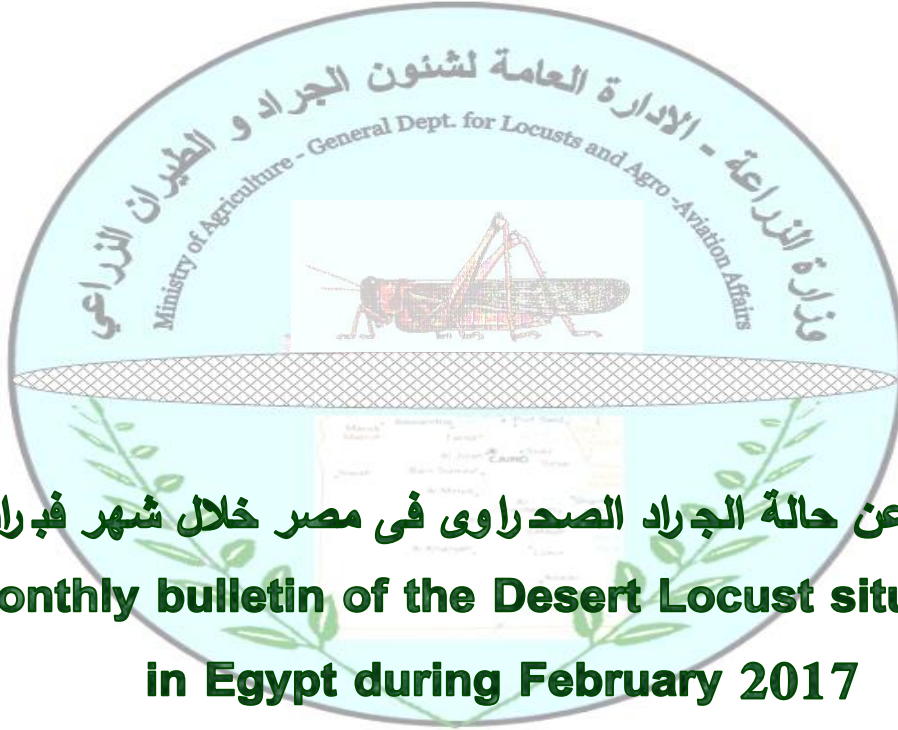 وزارة الزراعة - الادارة العامة لشئون الجراد و الطيران الزراعي
Ministry of Agriculture - General Dept. for Locusts and Agro -Aviation Affairs
CAIRO
عن حالة الجراد الصحراوى فى مصر خلال شهر فبرا
onthly bulletin of the Desert Locust situ
in Egypt during February 2017